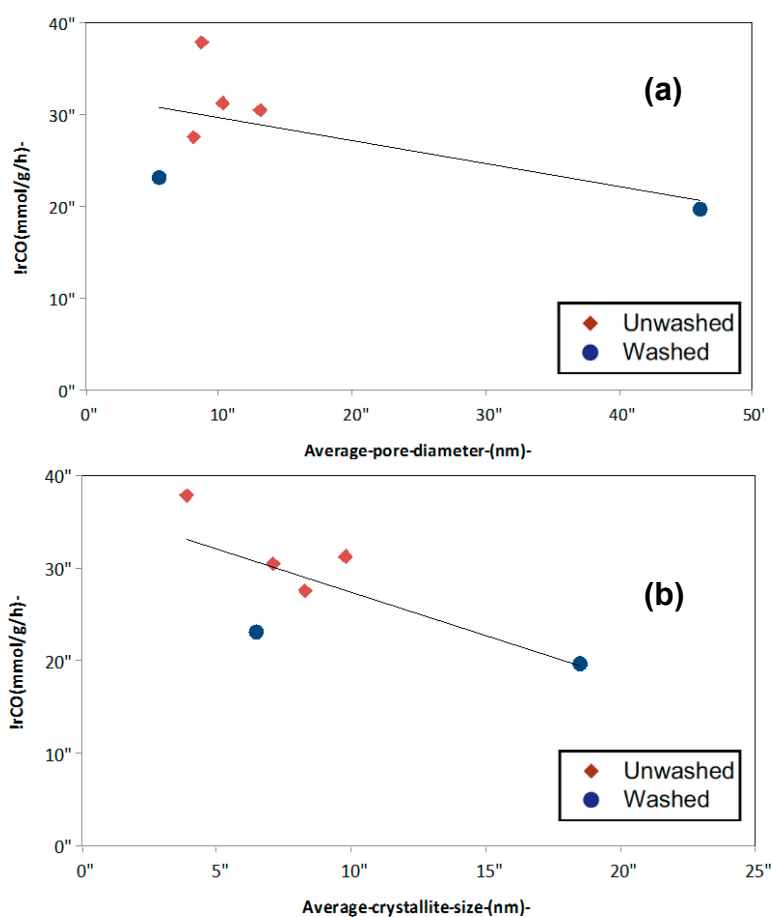 40"
(a)
30"
20"
10"
0"
!rCO(mmol/g/h)-
Unwashed
Washed
0" 10" 20" 30" 40" 50'
Average-pore-diameter-(nm)-
40"
30"
(b)
20"
10"
0"
!rCO(mmol/g/h)-
Unwashed
Washed
0" 5" 10" 15" 20" 25"
Average-crystallite-size-(nm)-